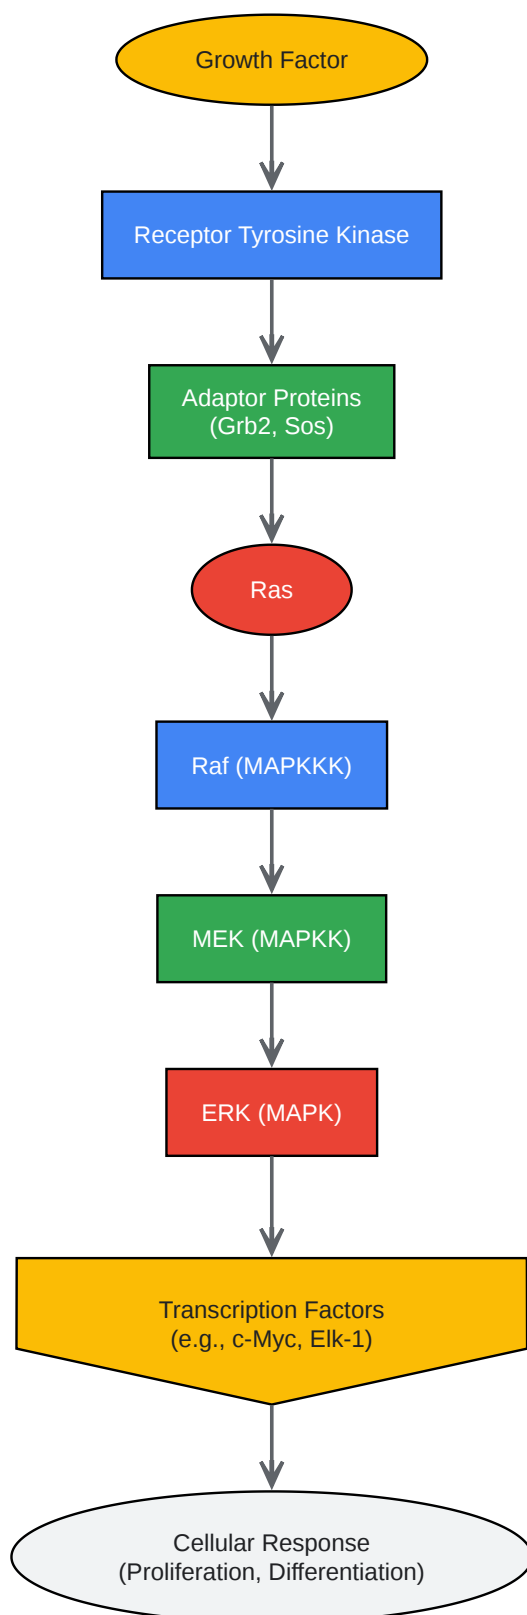 Growth Factor
Receptor Tyrosine Kinase
Adaptor Proteins
(Grb2, Sos)
Ras
Raf (MAPKKK)
MEK (MAPKK)
ERK (MAPK)
Transcription Factors
(e.g., c-Myc, Elk-1)
Cellular Response
(Proliferation, Differentiation)